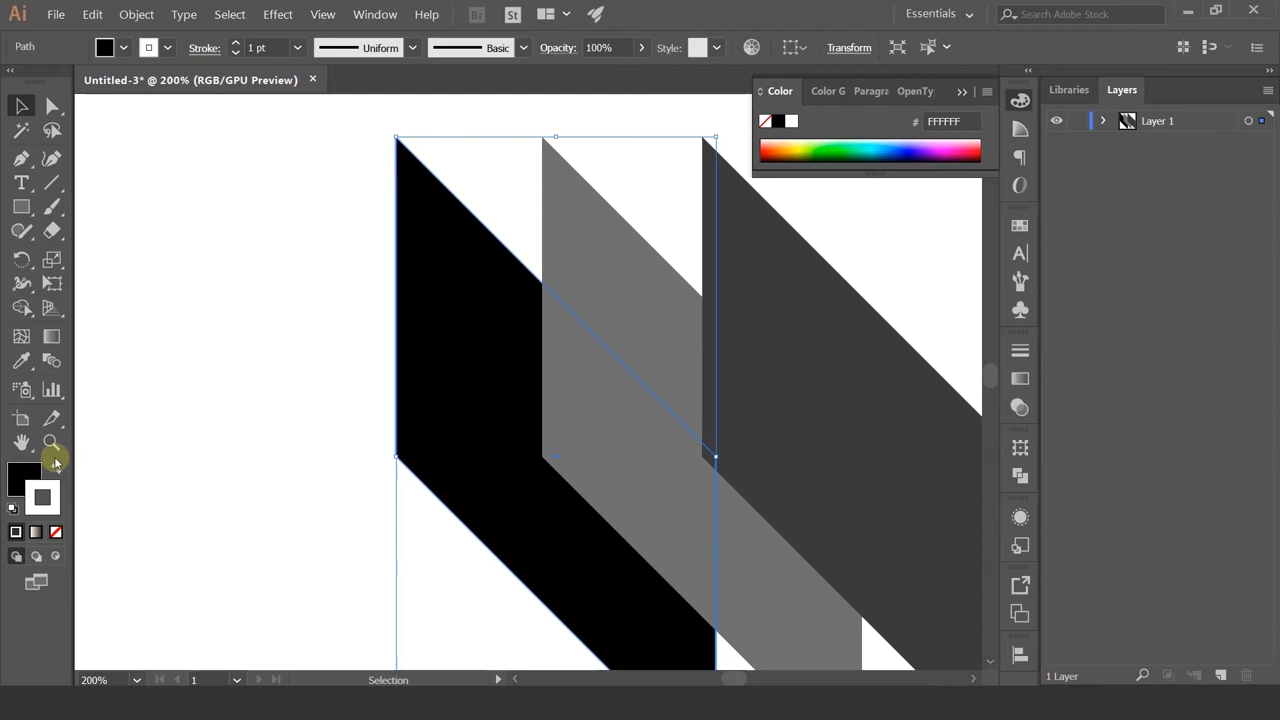 Ai File Edit Object Type Select Effect View Window Help Br St Essentials Search Adobe Stock
Path Stroke: 1 pt Uniform Basic Opacity: 100% Style: Transform
Untitled-3* @ 200% (RGB/GPU Preview)
Color Color G Paragra OpenTy
# FFFFFF
Libraries Layers
Layer 1
200% 1 Selection
1 Layer